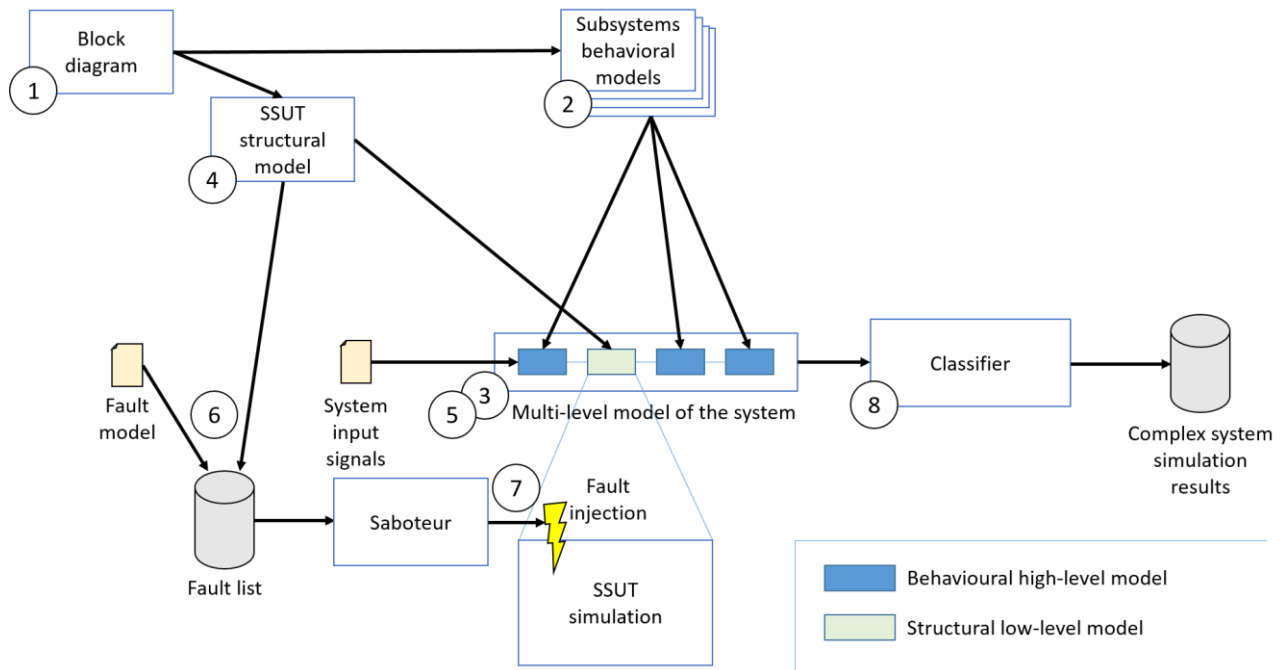 Block
diagram
1
Subsystems
behavioral
models
2
SSUT
structural
model
4
Fault
model
6
System
input
signals
5
3
Multi-level model of the system
Classifier
8
Complex system
simulation
results
Fault list
Saboteur
7
Fault
injection
SSUT
simulation
Behavioural high-level model
Structural low-level model